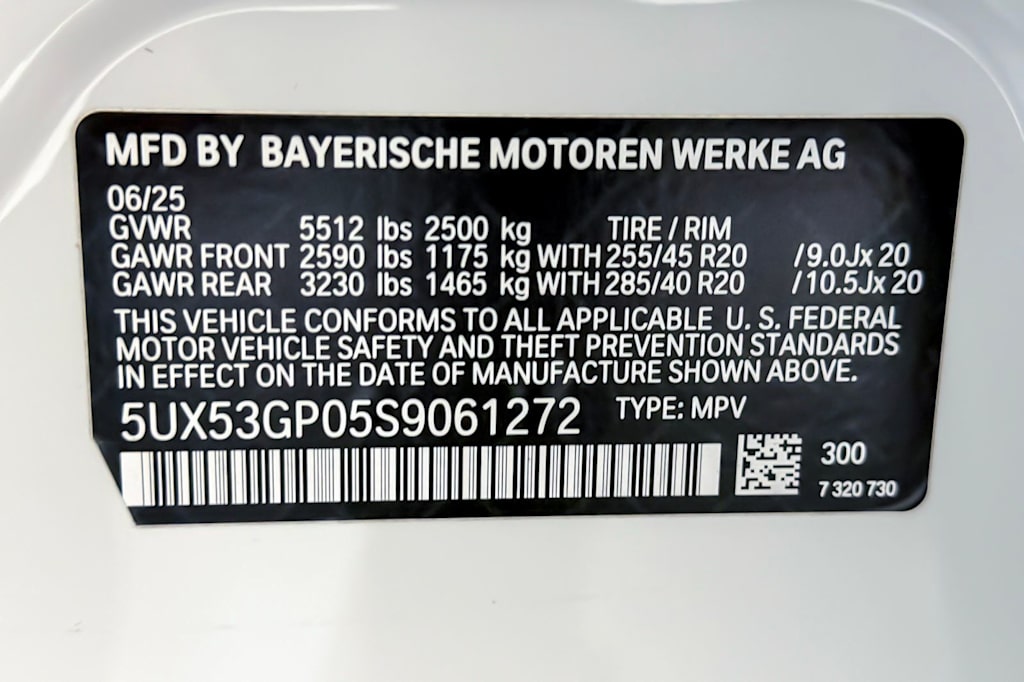 MFD BY BAYERISCHE MOTOREN WERKE AG
06/25
GVWR 5512 lbs 2500 kg TIRE / RIM
GAWR FRONT 2590 lbs 1175 kg WITH 255/45 R20 /9.0Jx 20
GAWR REAR 3230 lbs 1465 kg WITH 285/40 R20 /10.5Jx 20
THIS VEHICLE CONFORMS TO ALL APPLICABLE U. S. FEDERAL
MOTOR VEHICLE SAFETY AND THEFT PREVENTION STANDARDS
IN EFFECT ON THE DATE OF MANUFACTURE SHOWN ABOVE.
5UX53GP05S9061272 TYPE: MPV
300
7 320 730